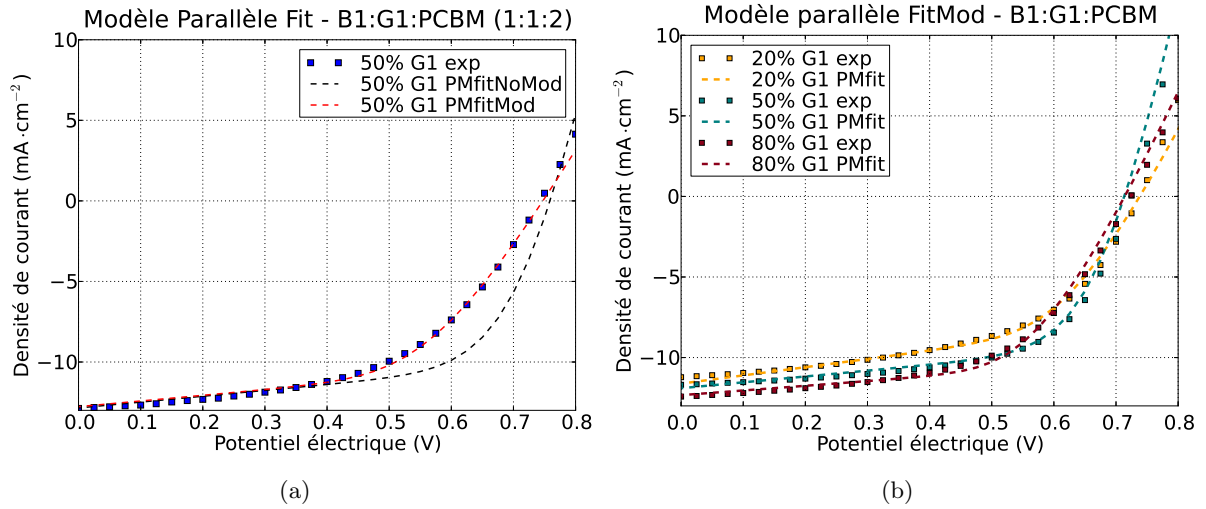 Modèle Parallèle Fit - B1:G1:PCBM (1:1:2)
10
5
0
−5
−10
Densité de courant (mA·cm⁻²)
50% G1 exp
50% G1 PMfitNoMod
50% G1 PMfitMod
0.0 0.1 0.2 0.3 0.4 0.5 0.6 0.7 0.8
Potentiel électrique (V)
(a)
Modèle parallèle FitMod - B1:G1:PCBM
10
5
0
−5
−10
Densité de courant (mA·cm⁻²)
20% G1 exp
20% G1 PMfit
50% G1 exp
50% G1 PMfit
80% G1 exp
80% G1 PMfit
0.0 0.1 0.2 0.3 0.4 0.5 0.6 0.7 0.8
Potentiel électrique (V)
(b)